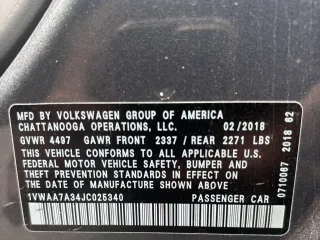 MFD BY VOLKSWAGEN GROUP OF AMERICA
CHATTANOOGA OPERATIONS, LLC. 02/2018
GVWR 4497 GAWR FRONT 2337 / REAR 2271 LBS
THIS VEHICLE CONFORMS TO ALL APPLICABLE U.S.
FEDERAL MOTOR VEHICLE SAFETY, BUMPER AND
THEFT PREVENTION STANDARDS IN EFFECT ON THE
DATE OF MANUFACTURE SHOWN ABOVE.
1VWAA7A34JC025340 PASSENGER CAR
0710067 2018 62